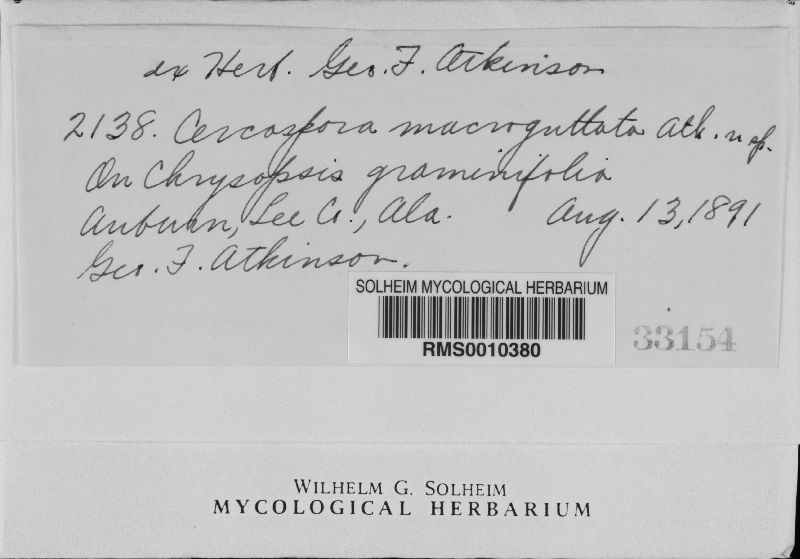 ex Herb. Geo. F. Atkinson
2138. Cercospora macroguttata Atk. n sp.
On Chrysopsis graminifolia
Auburn, Lee Co., Ala. Aug. 13, 1891
Geo. F. Atkinson.
SOLHEIM MYCOLOGICAL HERBARIUM
RMS0010380
33154
WILHELM G. SOLHEIM
MYCOLOGICAL HERBARIUM